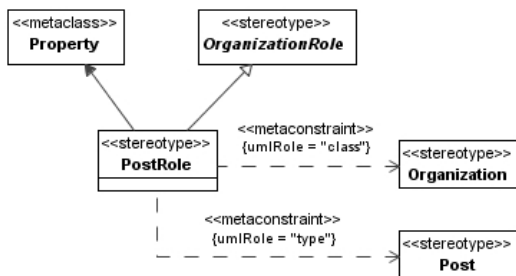 <<metaclass>>
Property
<<stereotype>>
OrganizationRole
<<stereotype>>
PostRole
<<metaconstraint>>
{umlRole = "class"}
<<stereotype>>
Organization
<<metaconstraint>>
{umlRole = "type"}
<<stereotype>>
Post